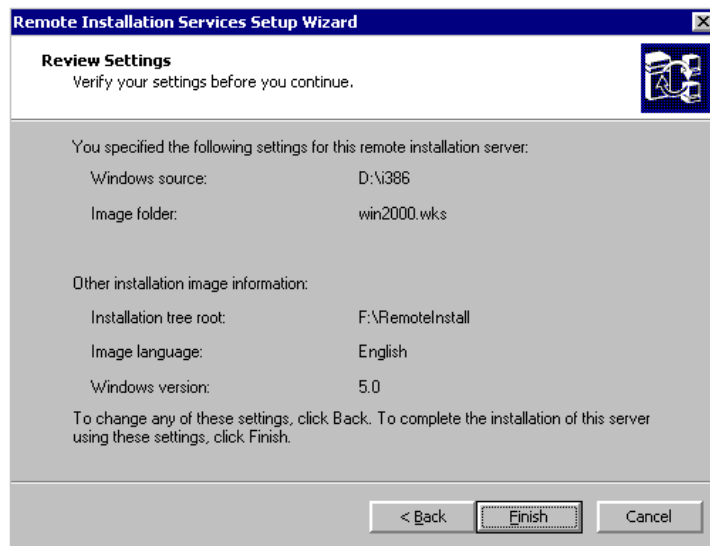 Remote Installation Services Setup Wizard
Review Settings
Verify your settings before you continue.
You specified the following settings for this remote installation server:
Windows source: D:\i386
Image folder: win2000.wks
Other installation image information:
Installation tree root: F:\RemoteInstall
Image language: English
Windows version: 5.0
To change any of these settings, click Back. To complete the installation of this server
using these settings, click Finish.
< Back Finish Cancel